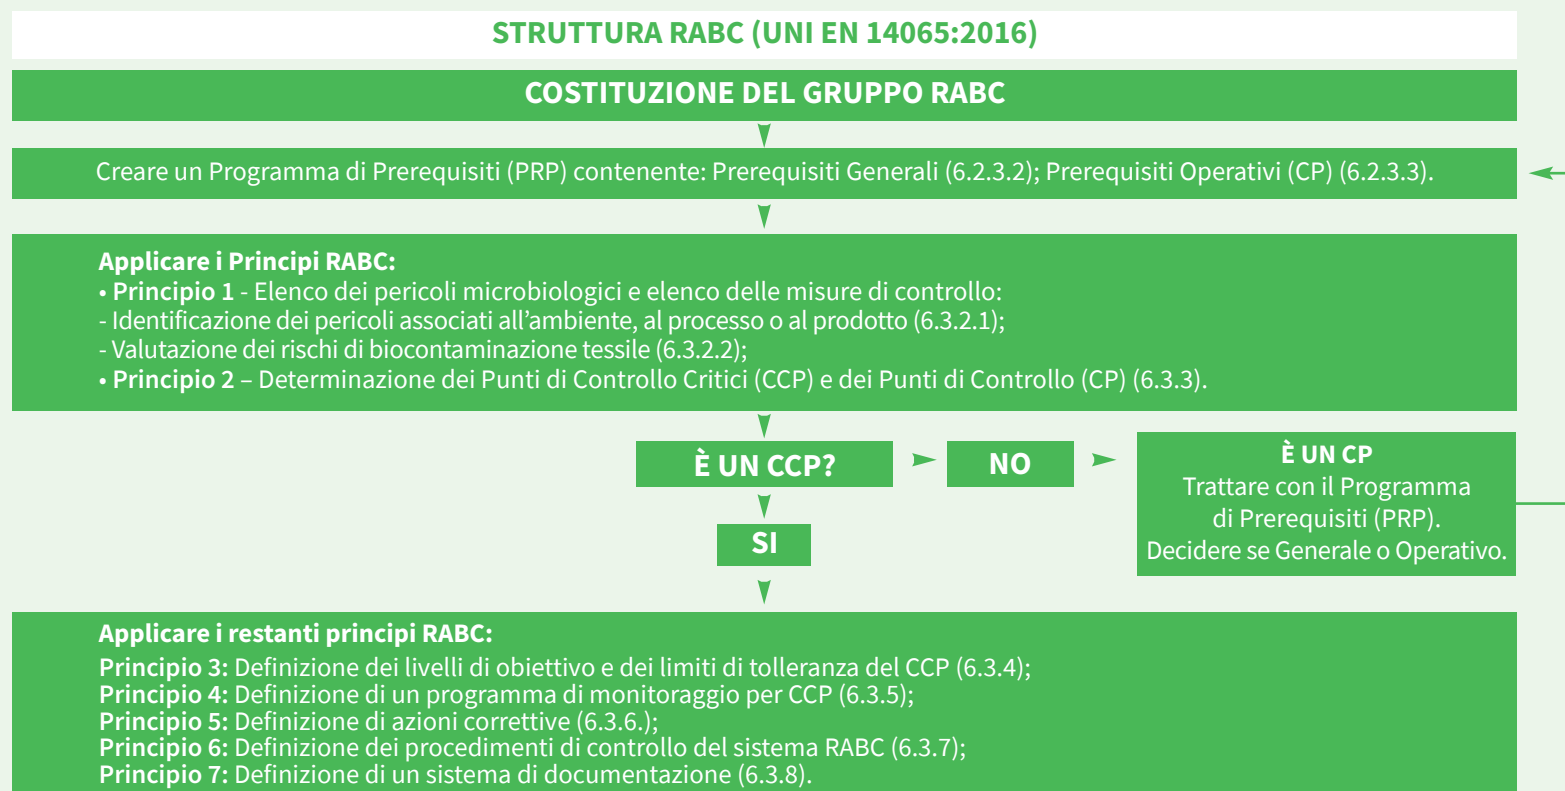 STRUTTURA RABC (UNI EN 14065:2016)
COSTITUZIONE DEL GRUPPO RABC
Creare un Programma di Prerequisiti (PRP) contenente: Prerequisiti Generali (6.2.3.2); Prerequisiti Operativi (CP) (6.2.3.3).
Applicare i Principi RABC:
• Principio 1 - Elenco dei pericoli microbiologici e elenco delle misure di controllo:
- Identificazione dei pericoli associati all'ambiente, al processo o al prodotto (6.3.2.1);
- Valutazione dei rischi di biocontaminazione tessile (6.3.2.2);
• Principio 2 – Determinazione dei Punti di Controllo Critici (CCP) e dei Punti di Controllo (CP) (6.3.3).
È UN CCP?
NO
È UN CP
Trattare con il Programma
di Prerequisiti (PRP).
Decidere se Generale o Operativo.
SI
Applicare i restanti principi RABC:
Principio 3: Definizione dei livelli di obiettivo e dei limiti di tolleranza del CCP (6.3.4);
Principio 4: Definizione di un programma di monitoraggio per CCP (6.3.5);
Principio 5: Definizione di azioni correttive (6.3.6.);
Principio 6: Definizione dei procedimenti di controllo del sistema RABC (6.3.7);
Principio 7: Definizione di un sistema di documentazione (6.3.8).